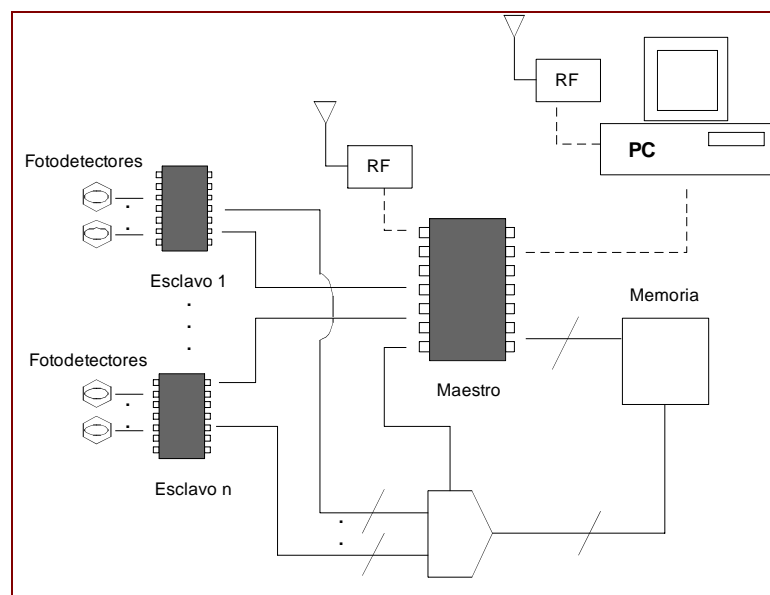 RF
PC
RF
Fotodetectores
Esclavo 1
Memoria
Fotodetectores
Maestro
Esclavo n